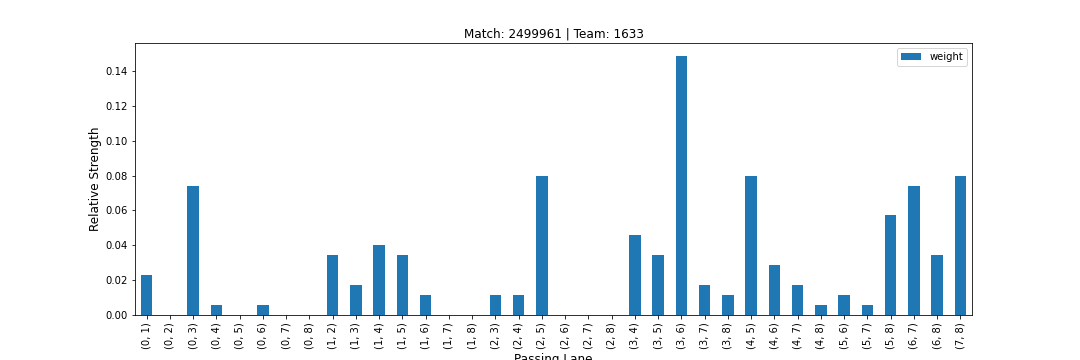 Match: 2499961 | Team: 1633
weight
Relative Strength
0.14
0.12
0.10
0.08
0.06
0.04
0.02
0.00
(0, 1) (0, 2) (0, 3) (0, 4) (0, 5) (0, 6) (0, 7) (0, 8) (1, 2) (1, 3) (1, 4) (1, 5) (1, 6) (1, 7) (1, 8) (2, 3) (2, 4) (2, 5) (2, 6) (2, 7) (2, 8) (3, 4) (3, 5) (3, 6) (3, 7) (3, 8) (4, 5) (4, 6) (4, 7) (4, 8) (5, 6) (5, 7) (5, 8) (6, 7) (6, 8) (7, 8)
Passing Lane